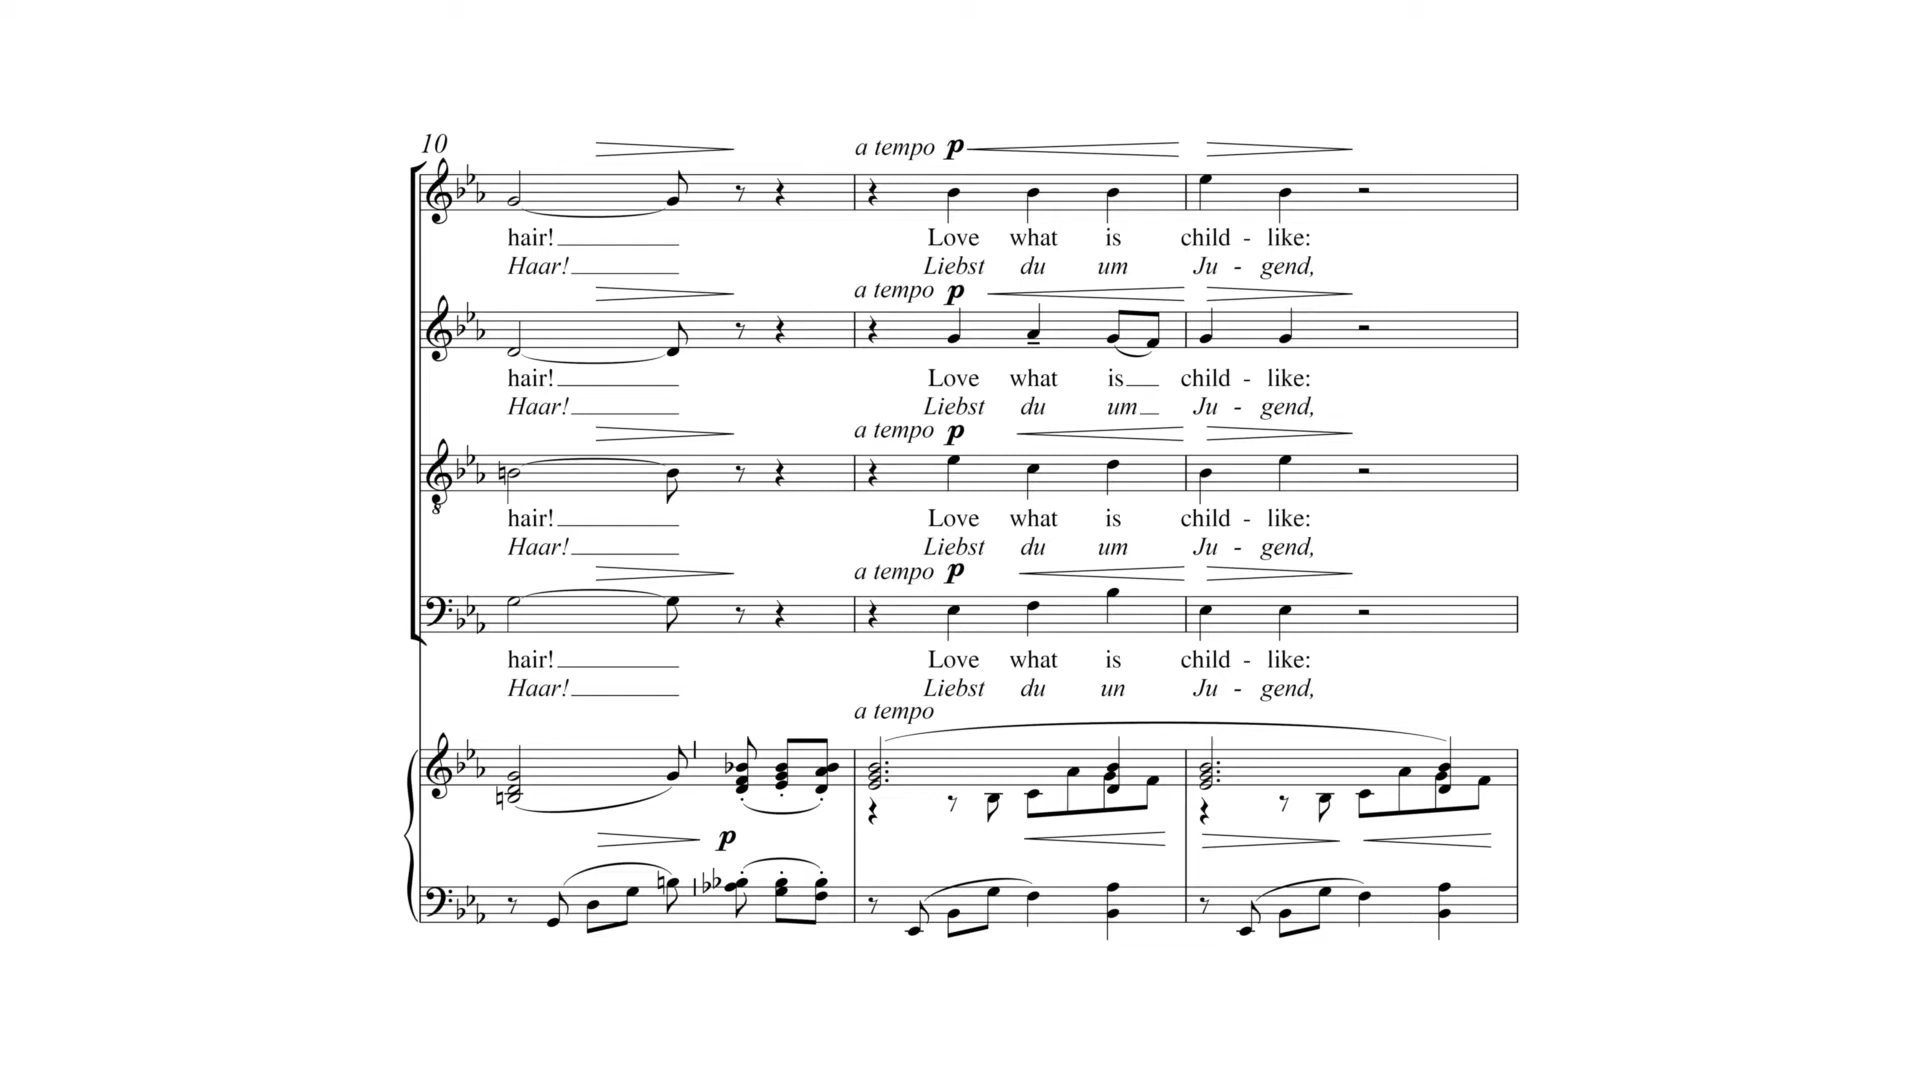 10
a tempo p
hair! Love what is child - like:
Haar! Liebst du um Ju - gend,
a tempo p
hair! Love what is child - like:
Haar! Liebst du um Ju - gend,
a tempo p
hair! Love what is child - like:
Haar! Liebst du um Ju - gend,
a tempo p
hair! Love what is child - like:
Haar! Liebst du un Ju - gend,
a tempo
p